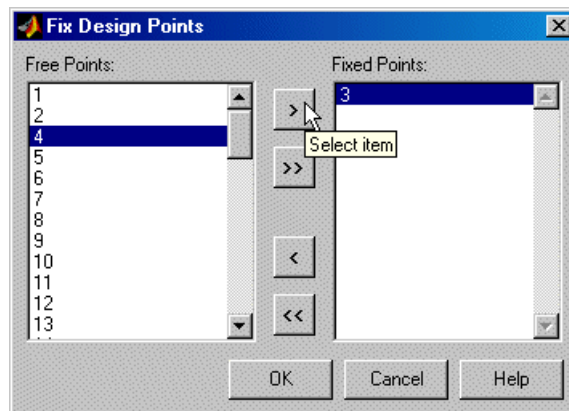 Fix Design Points
Free Points:
Fixed Points:
1
2
4
5
6
7
8
9
10
11
12
13
3
>
Select item
>>
<
<<
OK
Cancel
Help